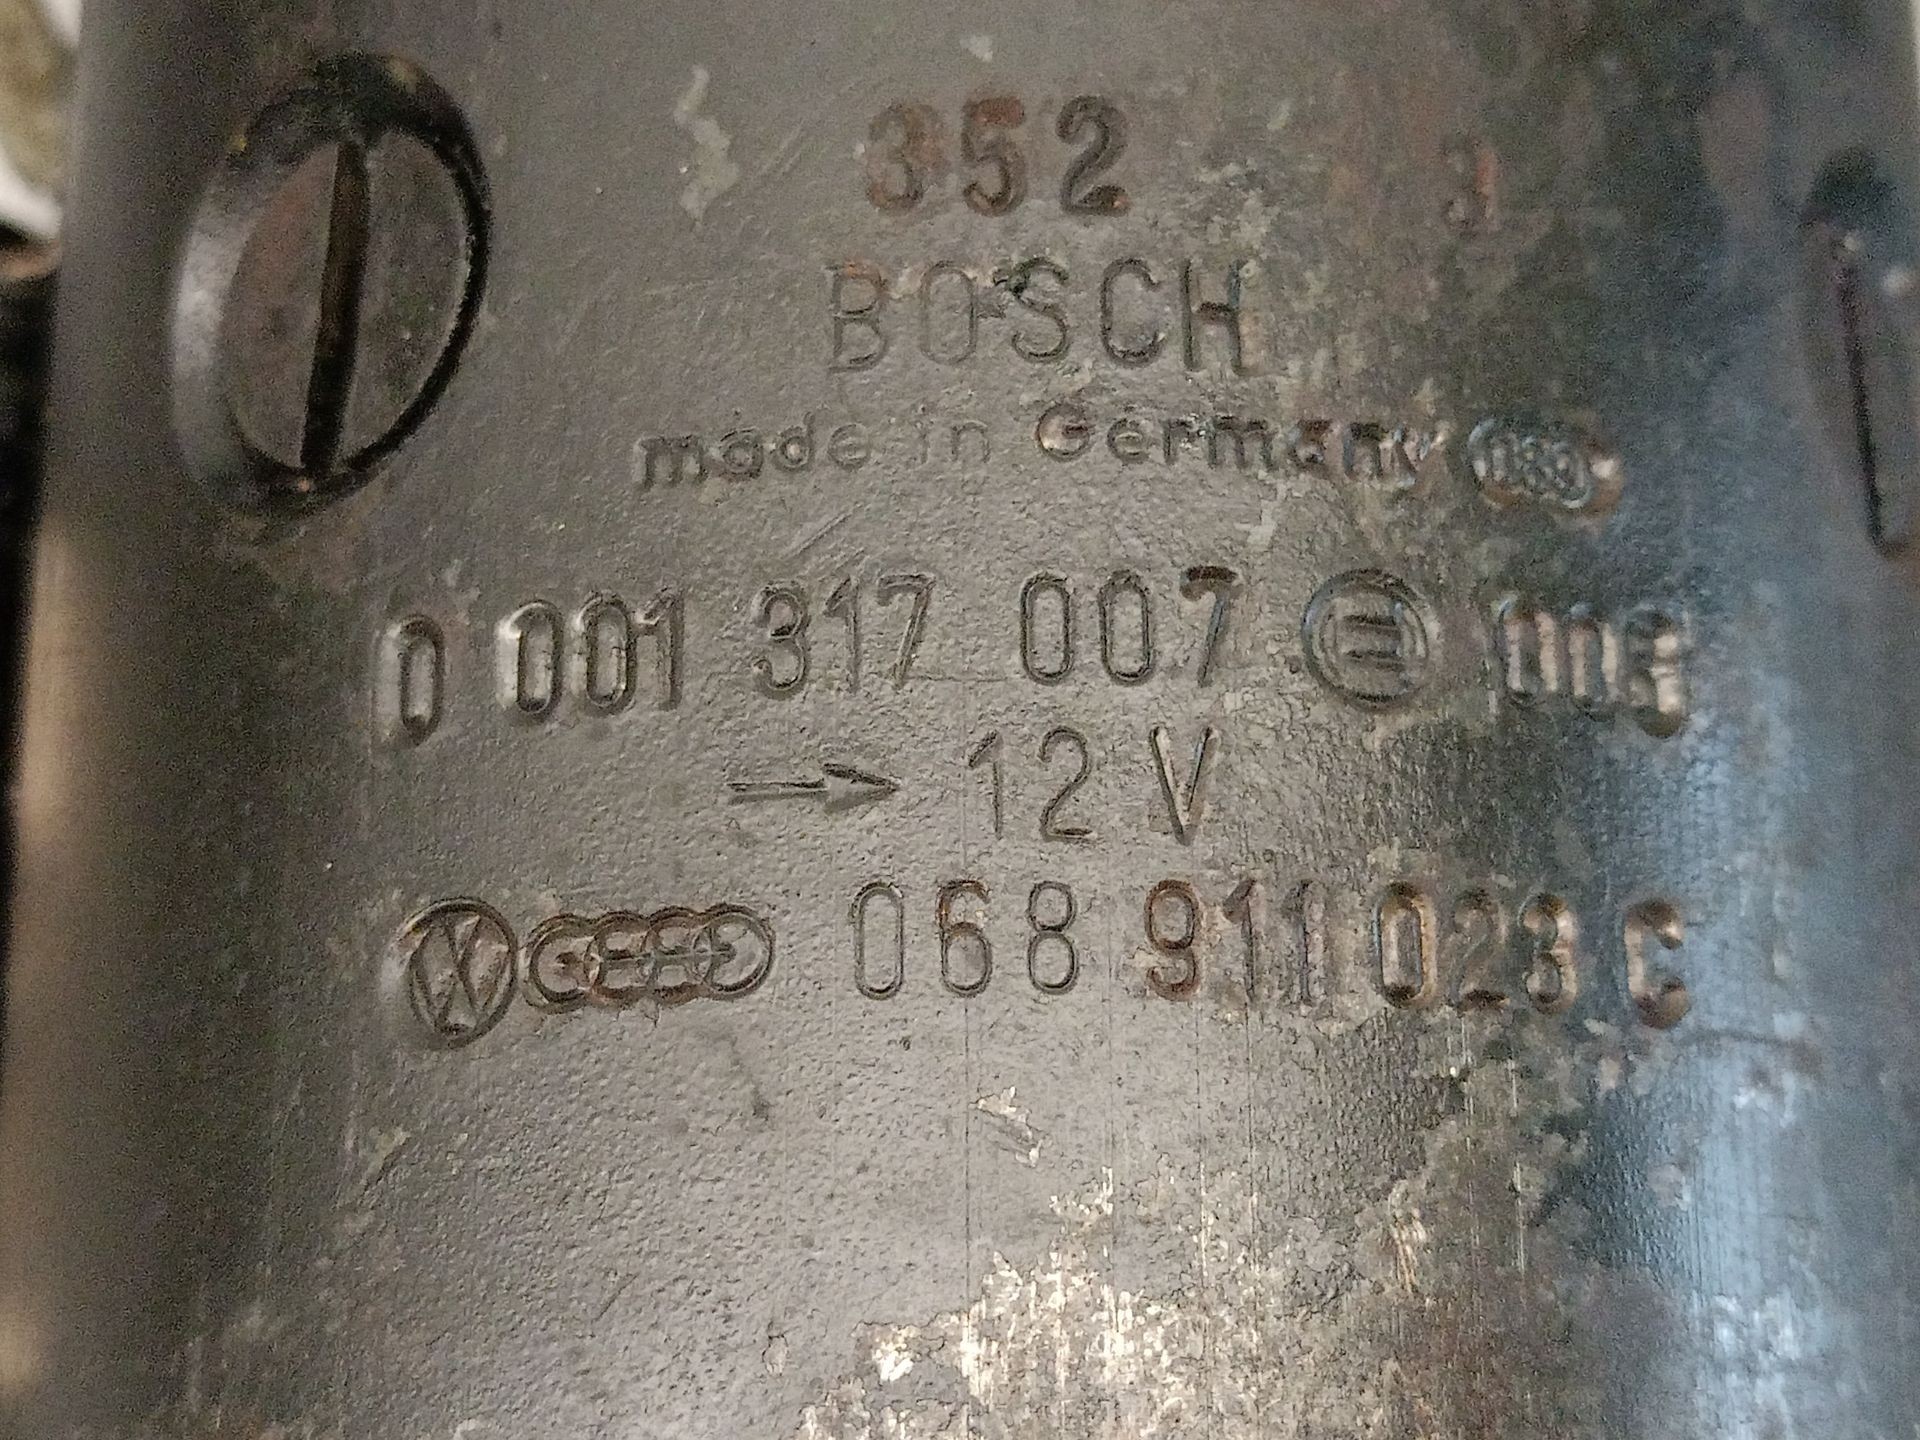 352
BOSCH
made in Germany
0 001 317 007
12 V
068 911 023 C